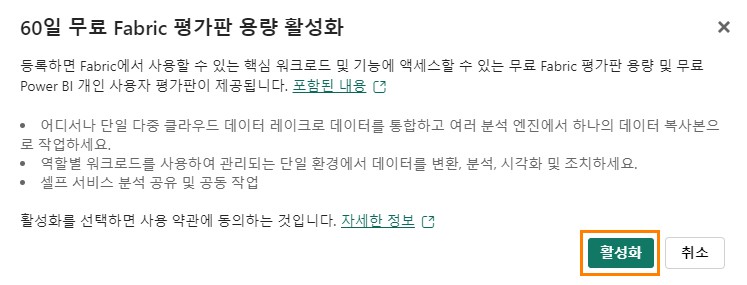 60일 무료 Fabric 평가판 용량 활성화
등록하면 Fabric에서 사용할 수 있는 핵심 워크로드 및 기능에 액세스할 수 있는 무료 Fabric 평가판 용량 및 무료
Power BI 개인 사용자 평가판이 제공됩니다. 포함된 내용
• 어디서나 단일 다중 클라우드 데이터 레이크로 데이터를 통합하고 여러 분석 엔진에서 하나의 데이터 복사본으
로 작업하세요.
• 역할별 워크로드를 사용하여 관리되는 단일 환경에서 데이터를 변환, 분석, 시각화 및 조치하세요.
• 셀프 서비스 분석 공유 및 공동 작업
활성화를 선택하면 사용 약관에 동의하는 것입니다. 자세한 정보
활성화 취소